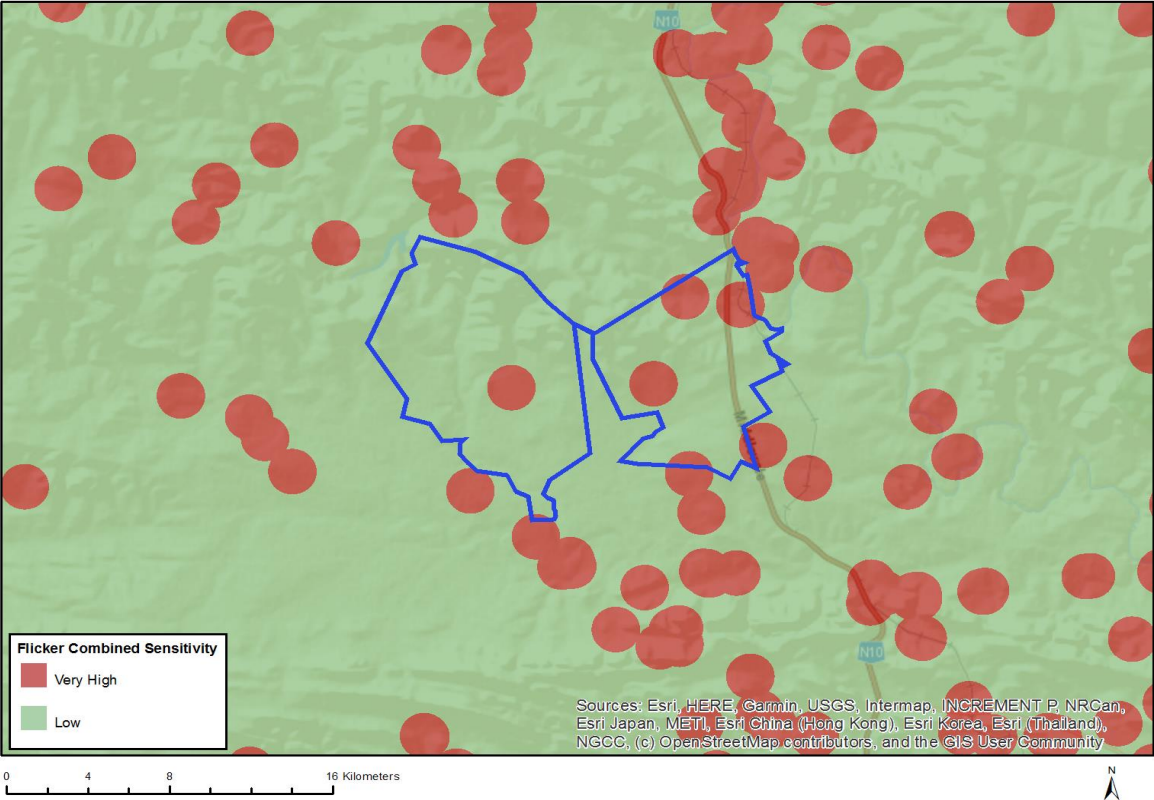 N10
N10
Flicker Combined Sensitivity
Very High
Low
Sources: Esri, HERE, Garmin, USGS, Intermap, INCREMENT P, NRCan,
Esri Japan, METI, Esri China (Hong Kong), Esri Korea, Esri (Thailand),
NGCC, (c) OpenStreetMap contributors, and the GIS User Community
0 4 8 16 Kilometers
N